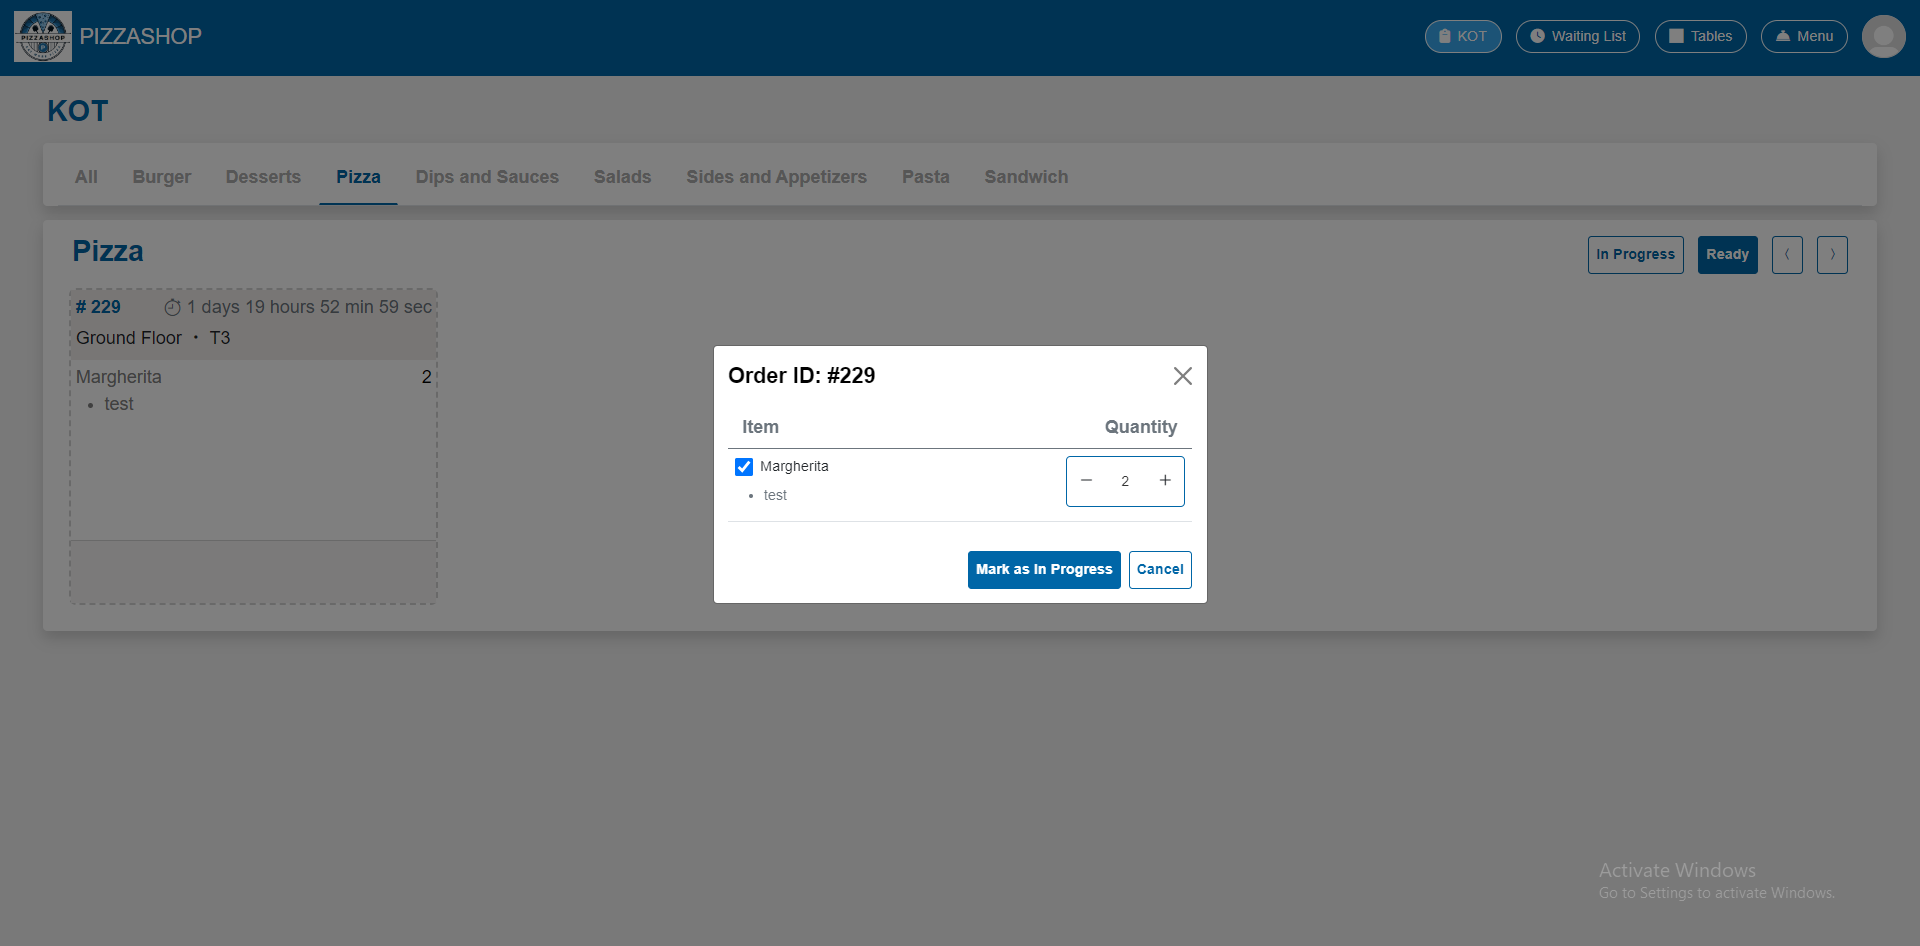 PIZZASHOP
PIZZASHOP
KOT
Waiting List
Tables
Menu
KOT
All
Burger
Desserts
Pizza
Dips and Sauces
Salads
Sides and Appetizers
Pasta
Sandwich
Pizza
In Progress
Ready
# 229
1 days 19 hours 52 min 59 sec
Ground Floor • T3
Margherita 2
• test
Order ID: #229
Item Quantity
Margherita
− 2 +
• test
Mark as In Progress
Cancel
Activate Windows
Go to Settings to activate Windows.